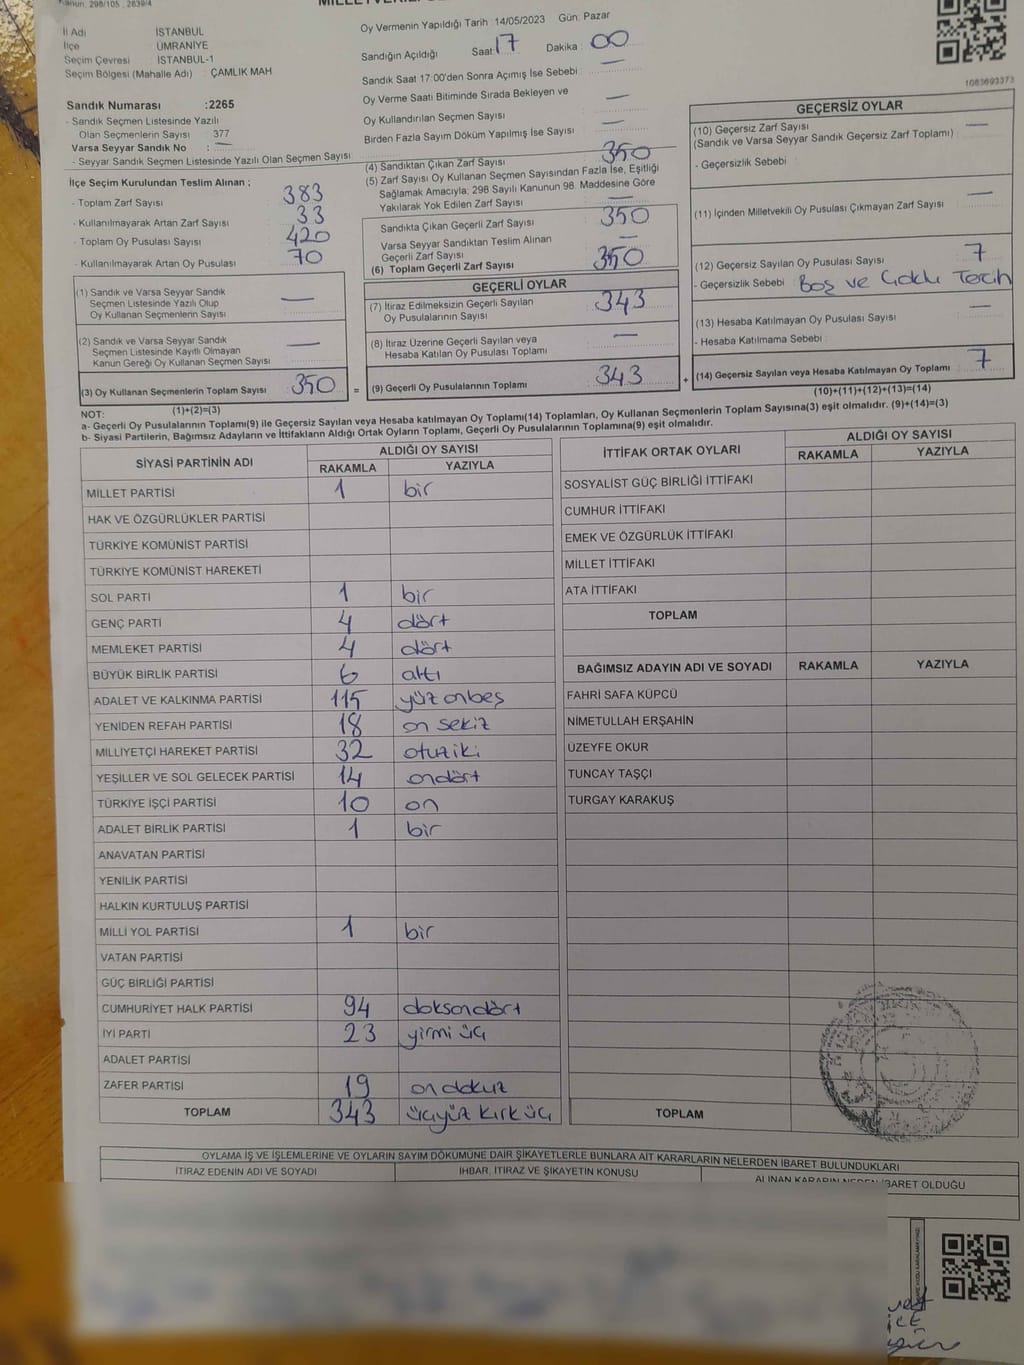 Kanun: 298/105 , 2839/4
İl Adı İSTANBUL
İlçe ÜMRANİYE
Seçim Çevresi İSTANBUL-1
Seçim Bölgesi (Mahalle Adı) : ÇAMLIK MAH
Sandık Numarası :2265
- Sandık Seçmen Listesinde Yazılı
Olan Seçmenlerin Sayısı : 377
Varsa Seyyar Sandık No : —
- Seyyar Sandık Seçmen Listesinde Yazılı Olan Seçmen Sayısı
Oy Vermenin Yapıldığı Tarih 14/05/2023 Gün: Pazar
Sandığın Açıldığı Saat: 17 Dakika : 00
Sandık Saat 17:00'den Sonra Açımış İse Sebebi : —
Oy Verme Saati Bitiminde Sırada Bekleyen ve
Oy Kullandırılan Seçmen Sayısı —
Birden Fazla Sayım Döküm Yapılmış İse Sayısı —
İlçe Seçim Kurulundan Teslim Alınan ;
- Toplam Zarf Sayısı : 383
- Kullanılmayarak Artan Zarf Sayısı : 33
- Toplam Oy Pusulası Sayısı : 420
- Kullanılmayarak Artan Oy Pusulası : 70
(4) Sandıktan Çıkan Zarf Sayısı : 350
(5) Zarf Sayısı Oy Kullanan Seçmen Sayısından Fazla İse, Eşitliği
Sağlamak Amacıyla; 298 Sayılı Kanunun 98. Maddesine Göre
Yakılarak Yok Edilen Zarf Sayısı —
Sandıkta Çıkan Geçerli Zarf Sayısı 350
Varsa Seyyar Sandıktan Teslim Alınan
Geçerli Zarf Sayısı —
(6) Toplam Geçerli Zarf Sayısı 350
1083693373
GEÇERSİZ OYLAR
(10) Geçersiz Zarf Sayısı —
(Sandık ve Varsa Seyyar Sandık Geçersiz Zarf Toplamı)
- Geçersizlik Sebebi :
(11) İçinden Milletvekili Oy Pusulası Çıkmayan Zarf Sayısı —
(12) Geçersiz Sayılan Oy Pusulası Sayısı : 7
- Geçersizlik Sebebi : Boş ve Çoklu Tercih
(13) Hesaba Katılmayan Oy Pusulası Sayısı —
- Hesaba Katılmama Sebebi :
(14) Geçersiz Sayılan veya Hesaba Katılmayan Oy Toplamı 7
(10)+(11)+(12)+(13)=(14)
(1) Sandık ve Varsa Seyyar Sandık
Seçmen Listesinde Yazılı Olup
Oy Kullanan Seçmenlerin Sayısı —
(2) Sandık ve Varsa Seyyar Sandık
Seçmen Listesinde Kayıtlı Olmayan
Kanun Gereği Oy Kullanan Seçmen Sayısı —
(3) Oy Kullanan Seçmenlerin Toplam Sayısı : 350 =
(1)+(2)=(3)
GEÇERLİ OYLAR
(7) İtiraz Edilmeksizin Geçerli Sayılan
Oy Pusulalarının Sayısı 343
(8) İtiraz Üzerine Geçerli Sayılan veya
Hesaba Katılan Oy Pusulası Toplamı —
(9) Geçerli Oy Pusulalarının Toplamı 343 +
NOT:
a- Geçerli Oy Pusulalarının Toplamı(9) ile Geçersiz Sayılan veya Hesaba katılmayan Oy Toplamı(14) Toplamları, Oy Kullanan Seçmenlerin Toplam Sayısına(3) eşit olmalıdır. (9)+(14)=(3)
b- Siyasi Partilerin, Bağımsız Adayların ve İttifakların Aldığı Ortak Oyların Toplamı, Geçerli Oy Pusulalarının Toplamına(9) eşit olmalıdır.
SİYASİ PARTİNİN ADI ALDIĞI OY SAYISI
RAKAMLA YAZIYLA
MİLLET PARTİSİ 1 bir
HAK VE ÖZGÜRLÜKLER PARTİSİ
TÜRKİYE KOMÜNİST PARTİSİ
TÜRKİYE KOMÜNİST HAREKETİ
SOL PARTİ 1 bir
GENÇ PARTİ 4 dört
MEMLEKET PARTİSİ 4 dört
BÜYÜK BİRLİK PARTİSİ 6 altı
ADALET VE KALKINMA PARTİSİ 115 yüz onbeş
YENİDEN REFAH PARTİSİ 18 on sekiz
MİLLİYETÇİ HAREKET PARTİSİ 32 otuz iki
YEŞİLLER VE SOL GELECEK PARTİSİ 14 ondört
TÜRKİYE İŞÇİ PARTİSİ 10 on
ADALET BİRLİK PARTİSİ 1 bir
ANAVATAN PARTİSİ
YENİLİK PARTİSİ
HALKIN KURTULUŞ PARTİSİ
MİLLİ YOL PARTİSİ 1 bir
VATAN PARTİSİ
GÜÇ BİRLİĞİ PARTİSİ
CUMHURİYET HALK PARTİSİ 94 doksandört
İYİ PARTİ 23 yirmi üç
ADALET PARTİSİ
ZAFER PARTİSİ 19 on dokuz
TOPLAM 343 üçyüz kırk üç
İTTİFAK ORTAK OYLARI ALDIĞI OY SAYISI
RAKAMLA YAZIYLA
SOSYALİST GÜÇ BİRLİĞİ İTTİFAKI
CUMHUR İTTİFAKI
EMEK VE ÖZGÜRLÜK İTTİFAKI
MİLLET İTTİFAKI
ATA İTTİFAKI
TOPLAM
BAĞIMSIZ ADAYIN ADI VE SOYADI RAKAMLA YAZIYLA
FAHRİ SAFA KÜPCÜ
NİMETULLAH ERŞAHİN
ÜZEYFE OKUR
TUNCAY TAŞÇI
TURGAY KARAKUŞ
TOPLAM
OYLAMA İŞ VE İŞLEMLERİNE VE OYLARIN SAYIM DÖKÜMÜNE DAİR ŞİKAYETLERLE BUNLARA AİT KARARLARIN NELERDEN İBARET BULUNDUKLARI
İTİRAZ EDENİN ADI VE SOYADI İHBAR, İTİRAZ VE ŞİKAYETİN KONUSU ALINAN KARARIN NEDEN İBARET OLDUĞU